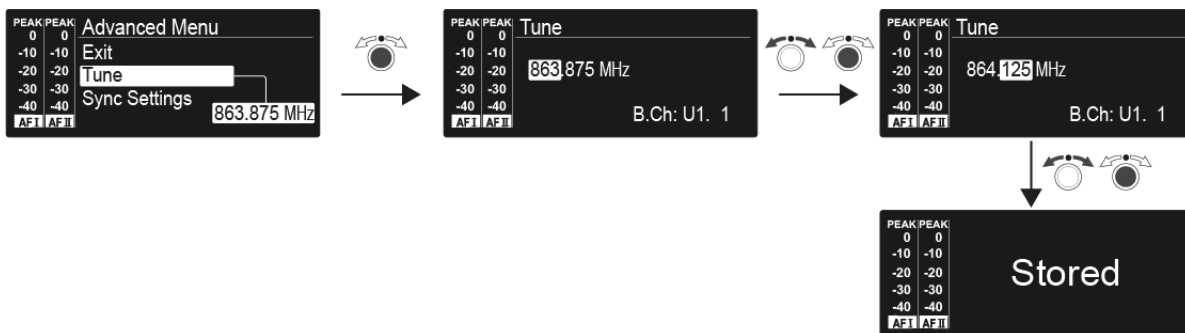 PEAK PEAK Advanced Menu
0 0
-10 -10 Exit
-20 -20 Tune
-30 -30 Sync Settings
-40 -40 863.875 MHz
AF I AF II
PEAK PEAK Tune
0 0
-10 -10
-20 -20 863.875 MHz
-30 -30
-40 -40 B.Ch: U1. 1
AF I AF II
PEAK PEAK Tune
0 0
-10 -10
-20 -20 864.125 MHz
-30 -30
-40 -40 B.Ch: U1. 1
AF I AF II
PEAK PEAK
0 0
-10 -10
-20 -20 Stored
-30 -30
-40 -40
AF I AF II